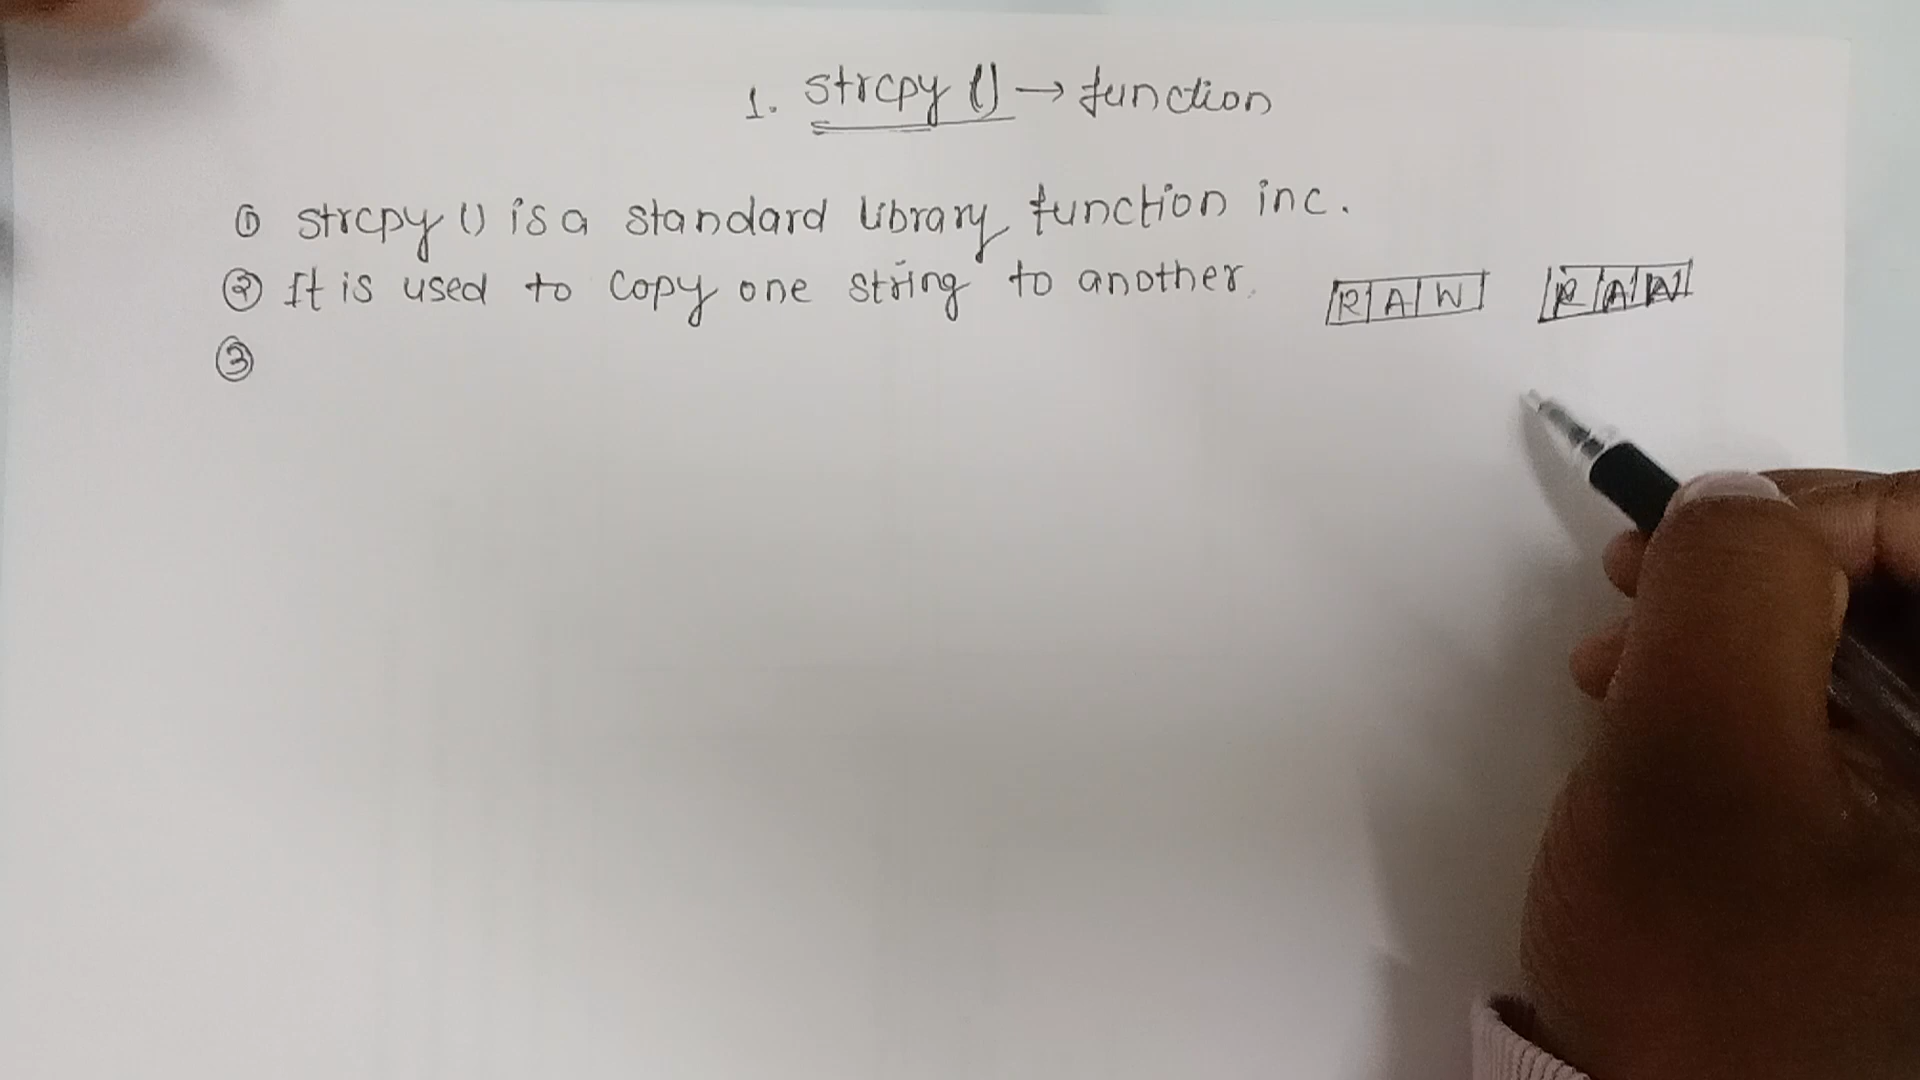 1. strcpy () → function
① strcpy () is a standard library function inc.
② It is used to copy one string to another. R A W R A W
③